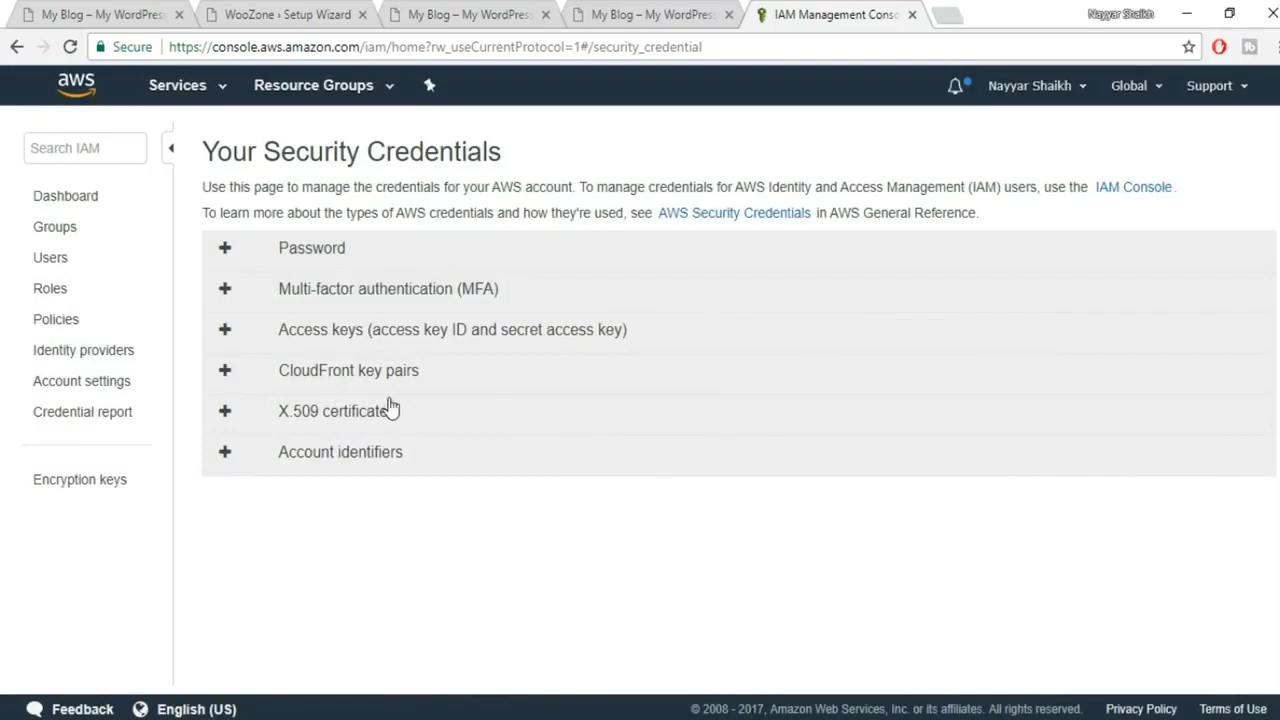 My Blog – My WordPress
WooZone › Setup Wizard
My Blog – My WordPress
My Blog – My WordPress
IAM Management Conso
Nayyar Shaikh
Secure
https://console.aws.amazon.com/iam/home?rw_useCurrentProtocol=1#/security_credential
aws
Services
Resource Groups
Nayyar Shaikh
Global
Support
Search IAM
Dashboard
Groups
Users
Roles
Policies
Identity providers
Account settings
Credential report
Encryption keys
Your Security Credentials
Use this page to manage the credentials for your AWS account. To manage credentials for AWS Identity and Access Management (IAM) users, use the IAM Console.
To learn more about the types of AWS credentials and how they're used, see AWS Security Credentials in AWS General Reference.
Password
Multi-factor authentication (MFA)
Access keys (access key ID and secret access key)
CloudFront key pairs
X.509 certificate
Account identifiers
Feedback
English (US)
© 2008 - 2017, Amazon Web Services, Inc. or its affiliates. All rights reserved.
Privacy Policy
Terms of Use